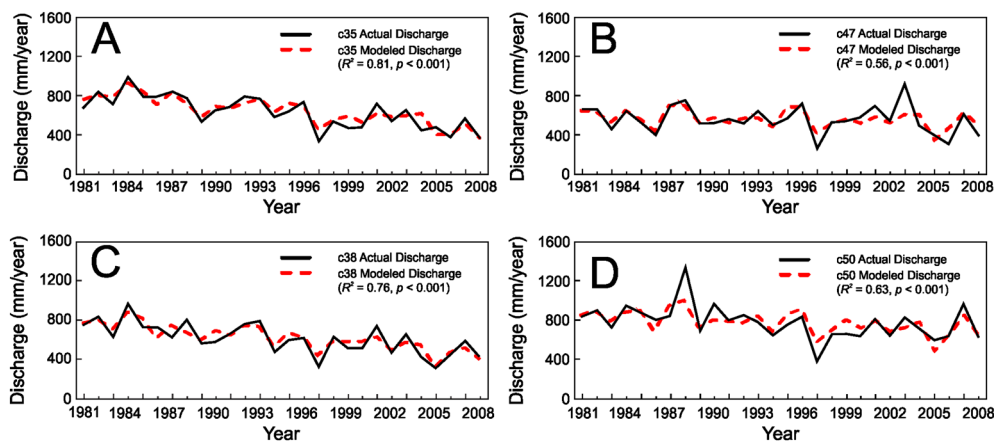 A
c35 Actual Discharge
c35 Modeled Discharge
(R² = 0.81, p < 0.001)
Discharge (mm/year)
1600
1200
800
400
0
1981 1984 1987 1990 1993 1996 1999 2002 2005 2008
Year
B
c47 Actual Discharge
c47 Modeled Discharge
(R² = 0.56, p < 0.001)
Discharge (mm/year)
1600
1200
800
400
0
1981 1984 1987 1990 1993 1996 1999 2002 2005 2008
Year
C
c38 Actual Discharge
c38 Modeled Discharge
(R² = 0.76, p < 0.001)
Discharge (mm/year)
1600
1200
800
400
0
1981 1984 1987 1990 1993 1996 1999 2002 2005 2008
Year
D
c50 Actual Discharge
c50 Modeled Discharge
(R² = 0.63, p < 0.001)
Discharge (mm/year)
1600
1200
800
400
0
1981 1984 1987 1990 1993 1996 1999 2002 2005 2008
Year